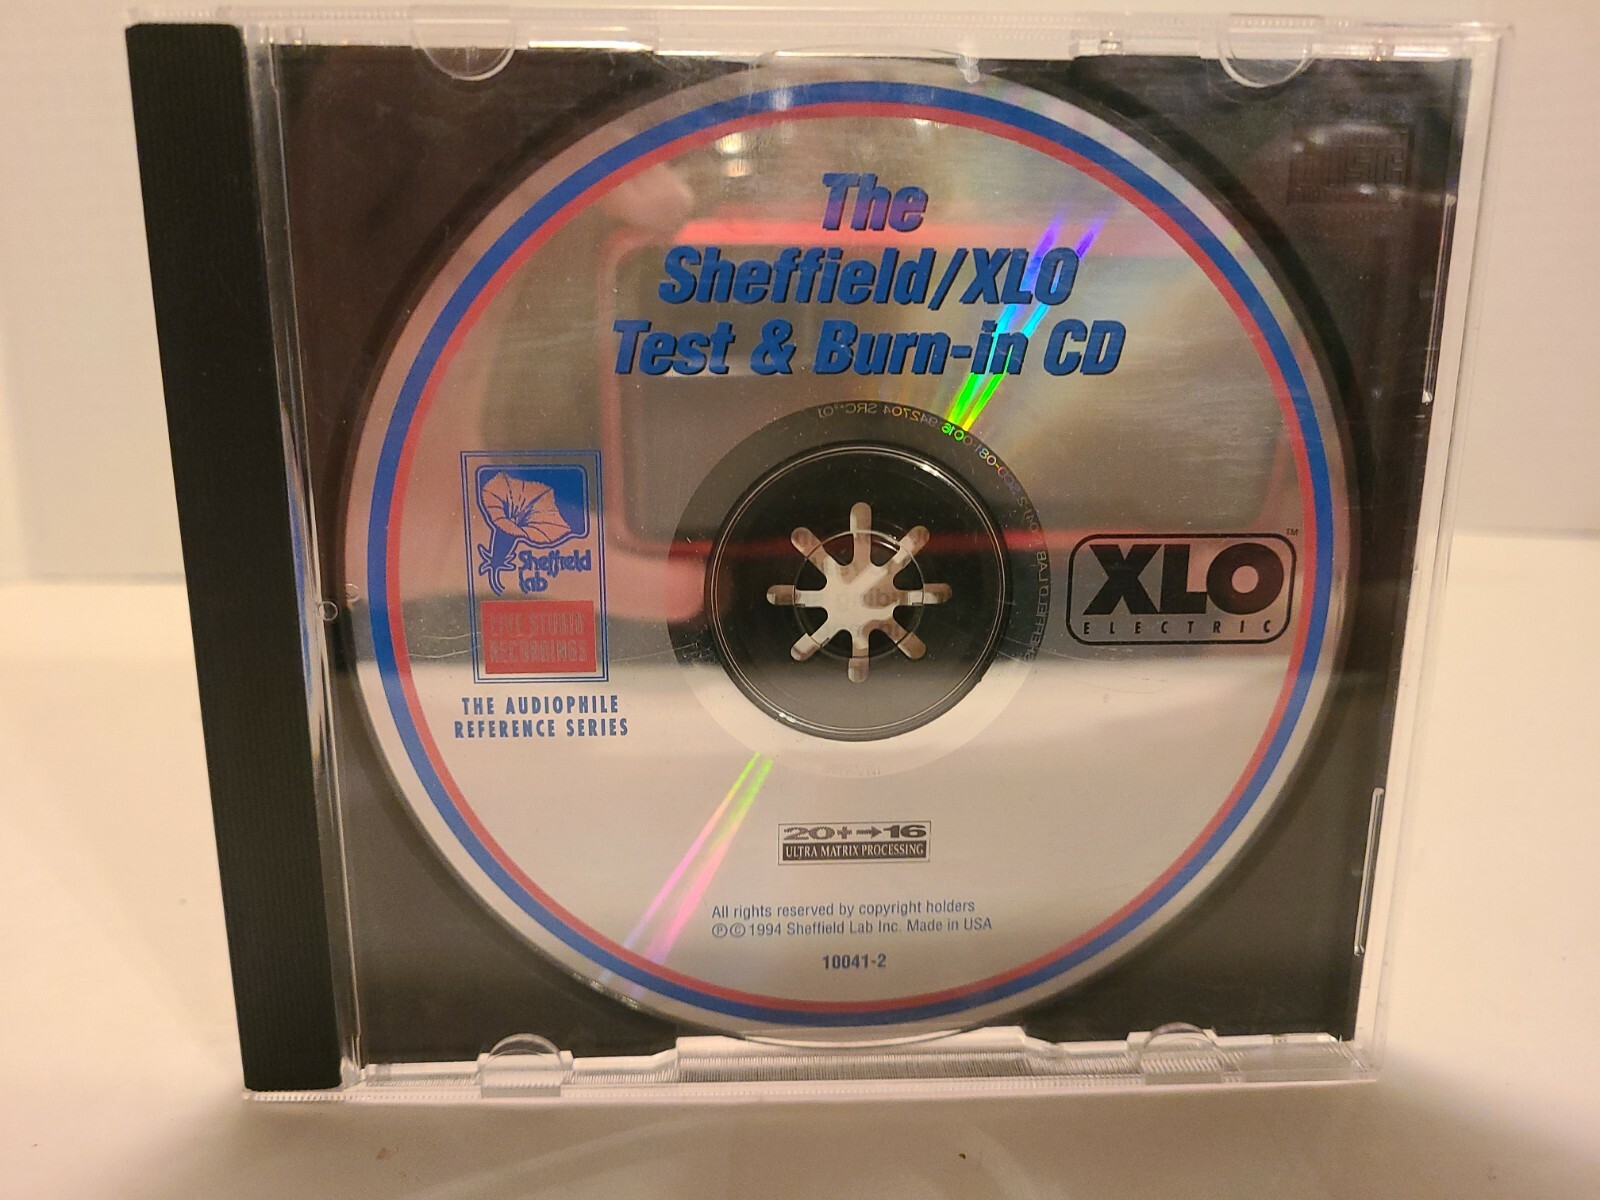 The
Sheffield/XLO
Test & Burn-in CD
Sheffield
Lab
LIVE STUDIO
RECORDINGS
THE AUDIOPHILE
REFERENCE SERIES
XLO™
ELECTRIC
20+→16
ULTRA MATRIX PROCESSING
All rights reserved by copyright holders
℗©1994 Sheffield Lab Inc. Made in USA
10041-2